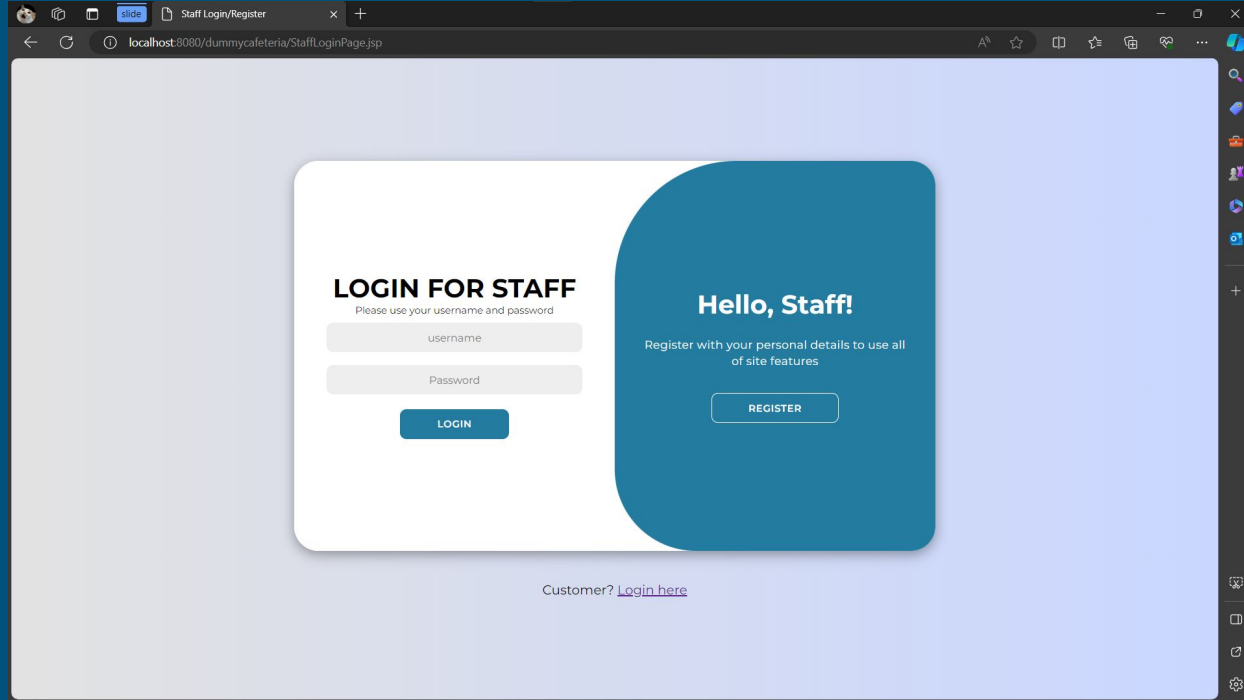 slide
Staff Login/Register
localhost:8080/dummycafeteria/StaffLoginPage.jsp
LOGIN FOR STAFF
Please use your username and password
username
Password
LOGIN
Hello, Staff!
Register with your personal details to use all
of site features
REGISTER
Customer? Login here